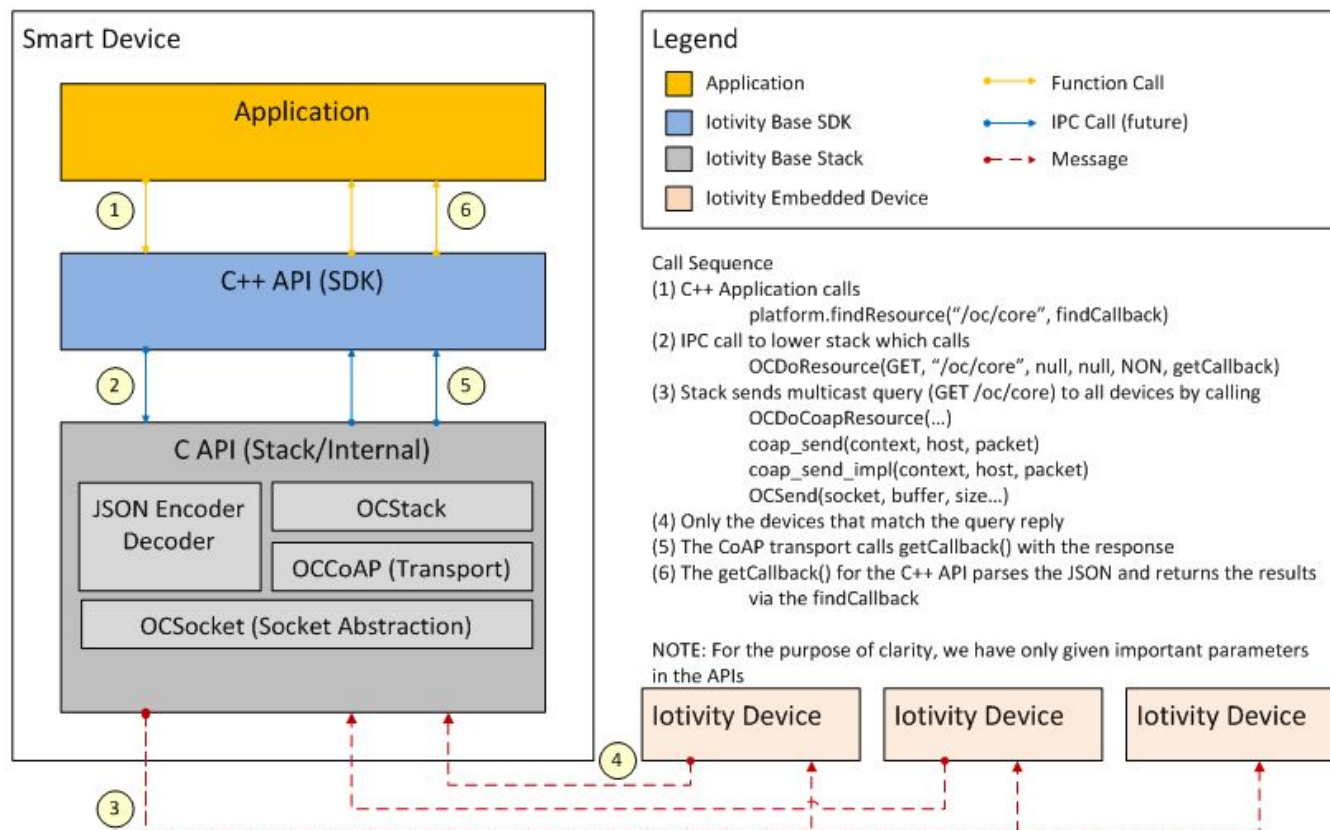 Smart Device
Application
1
6
C++ API (SDK)
2
5
C API (Stack/Internal)
JSON Encoder
Decoder
OCStack
OCCoAP (Transport)
OCSocket (Socket Abstraction)
3
4
Legend
Application
Function Call
Iotivity Base SDK
IPC Call (future)
Iotivity Base Stack
Message
Iotivity Embedded Device
Call Sequence
(1) C++ Application calls
platform.findResource(“/oc/core”, findCallback)
(2) IPC call to lower stack which calls
OCDoResource(GET, “/oc/core”, null, null, NON, getCallback)
(3) Stack sends multicast query (GET /oc/core) to all devices by calling
OCDoCoapResource(…)
coap_send(context, host, packet)
coap_send_impl(context, host, packet)
OCSend(socket, buffer, size…)
(4) Only the devices that match the query reply
(5) The CoAP transport calls getCallback() with the response
(6) The getCallback() for the C++ API parses the JSON and returns the results
via the findCallback
NOTE: For the purpose of clarity, we have only given important parameters
in the APIs
Iotivity Device
Iotivity Device
Iotivity Device